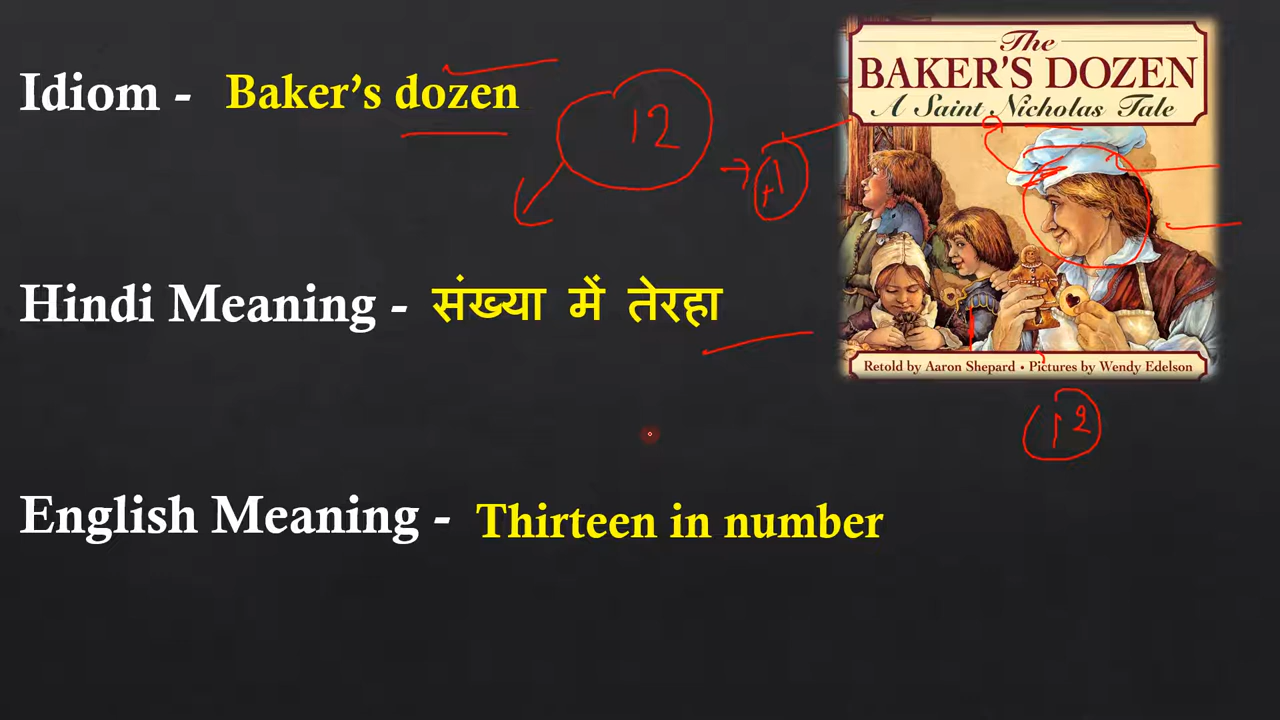 Idiom - Baker's dozen
12
→ +1
The
BAKER'S DOZEN
A Saint Nicholas Tale
Hindi Meaning - संख्या में तेरहा
Retold by Aaron Shepard • Pictures by Wendy Edelson
12
English Meaning - Thirteen in number